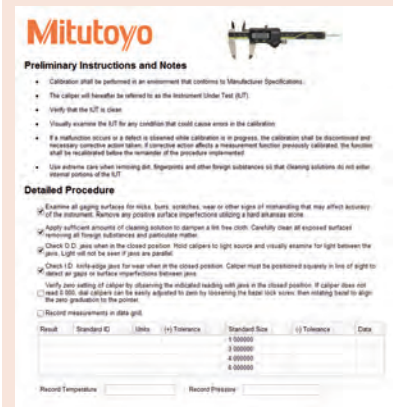 Mitutoyo
Preliminary Instructions and Notes
Calibration shall be performed in an environment that conforms to Manufacturer Specifications.
The caliper will hereafter be referred to as the Instrument Under Test (IUT).
Verify that the IUT is clean.
Visually examine the IUT for any condition that could cause errors in the calibration.
If a malfunction occurs or a defect is observed while calibration is in progress, the calibration shall be discontinued and
necessary corrective action taken; if corrective action affects a measurement function previously calibrated, the function
shall be recalibrated before the remainder of the procedure implemented.
Use extreme care when removing dirt, fingerprints and other foreign substances so that cleaning solutions do not enter
internal portions of the IUT.
Detailed Procedure
Examine all gaging surfaces for nicks, burrs, scratches, wear or other signs of mishandling that may affect accuracy
of the instrument. Remove any positive surface imperfections utilizing a hard arkansas stone.
Apply sufficient amounts of cleaning solution to dampen a lint free cloth. Carefully clean all exposed surfaces
removing all foreign substances and particulate matter.
Check O.D. jaws when in the closed position. Hold calipers to light source and visually examine for light between the
jaws. Light will not be seen if jaws are parallel.
Check I.D. knife-edge jaws for wear when in the closed position. Caliper must be positioned squarely in line of sight to
detect air gaps or surface imperfections between jaws.
Verify zero setting of caliper by observing the indicated reading with jaws in the closed position. If caliper does not
read 0.000, dial calipers can be easily adjusted to zero by loosening the bezel lock screw, then rotating bezel to align
the zero graduation to the pointer.
Record measurements in data grid.
Result Standard ID Units (+) Tolerance Standard Size (-) Tolerance Data
1.000000
3.000000
4.000000
6.000000
Record Temperature Record Pressure